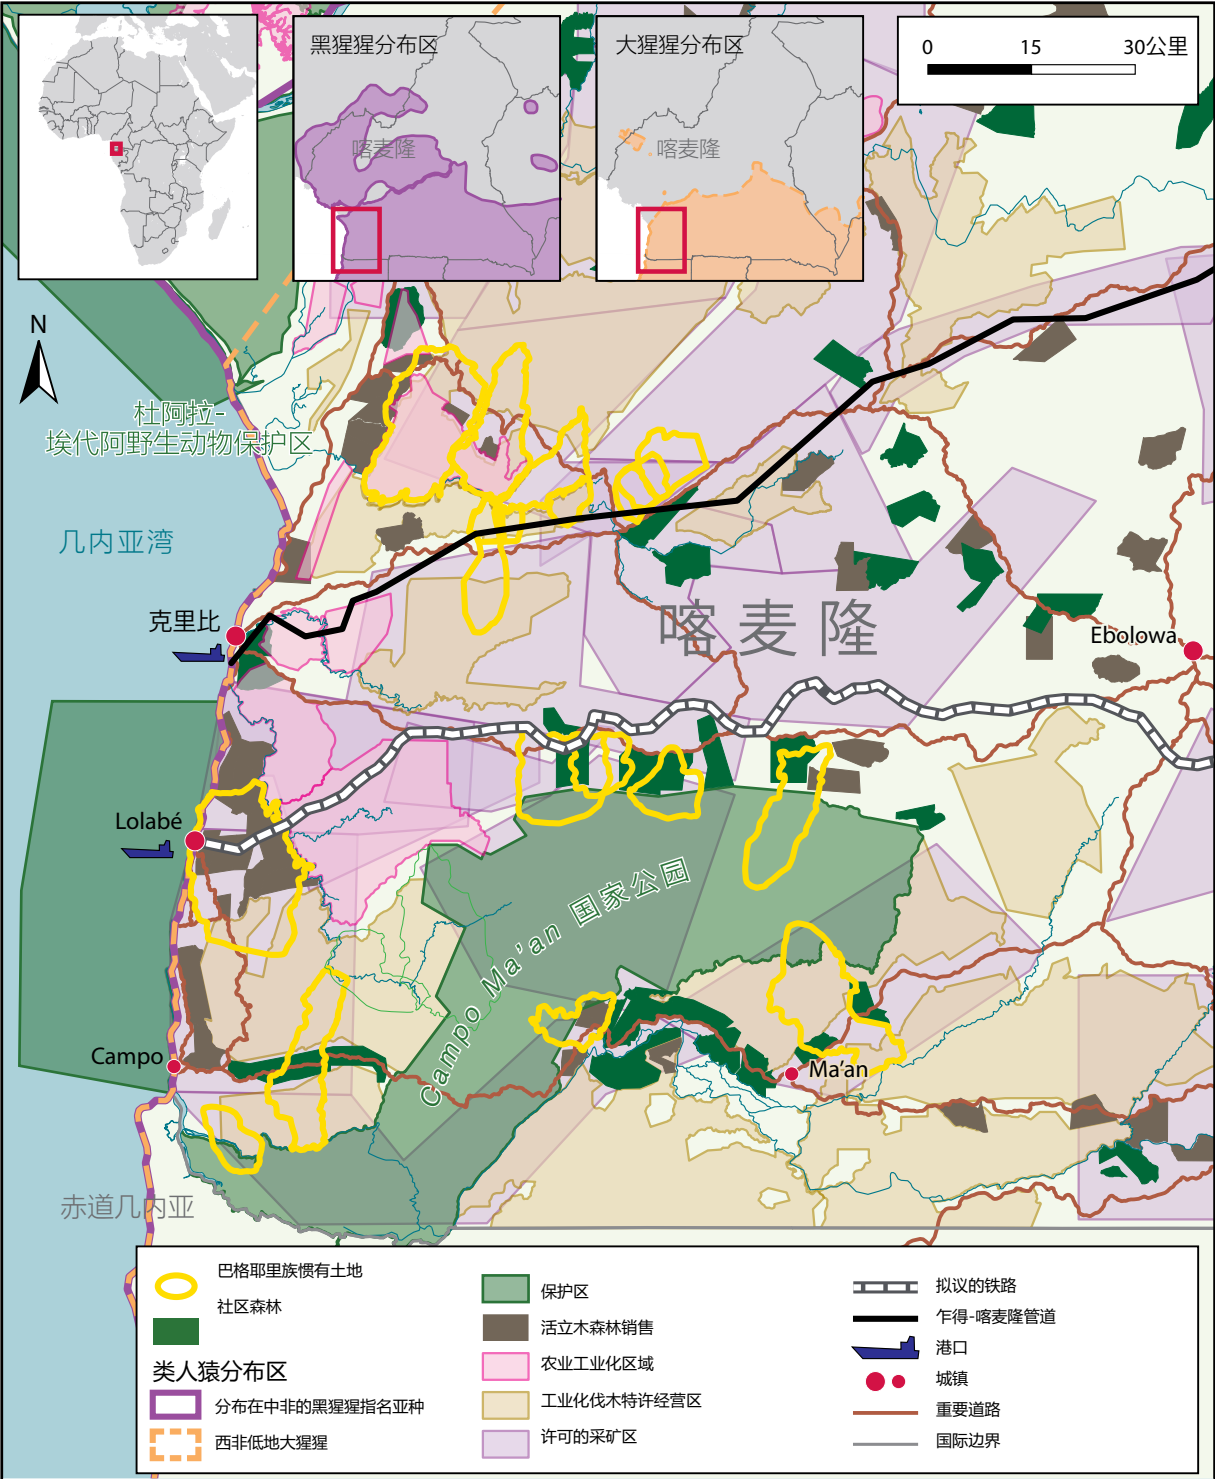 黑猩猩分布区
喀麦隆
大猩猩分布区
喀麦隆
0 15 30公里
N
杜阿拉-
埃代阿野生动物保护区
几内亚湾
克里比
喀麦隆
Ebolowa
Lolabé
Campo Ma'an 国家公园
Campo
Ma'an
赤道几内亚
巴格耶里族惯有土地
社区森林
类人猿分布区
分布在中非的黑猩猩指名亚种
西非低地大猩猩
保护区
活立木森林销售
农业工业化区域
工业化伐木特许经营区
许可的采矿区
拟议的铁路
乍得-喀麦隆管道
港口
城镇
重要道路
国际边界